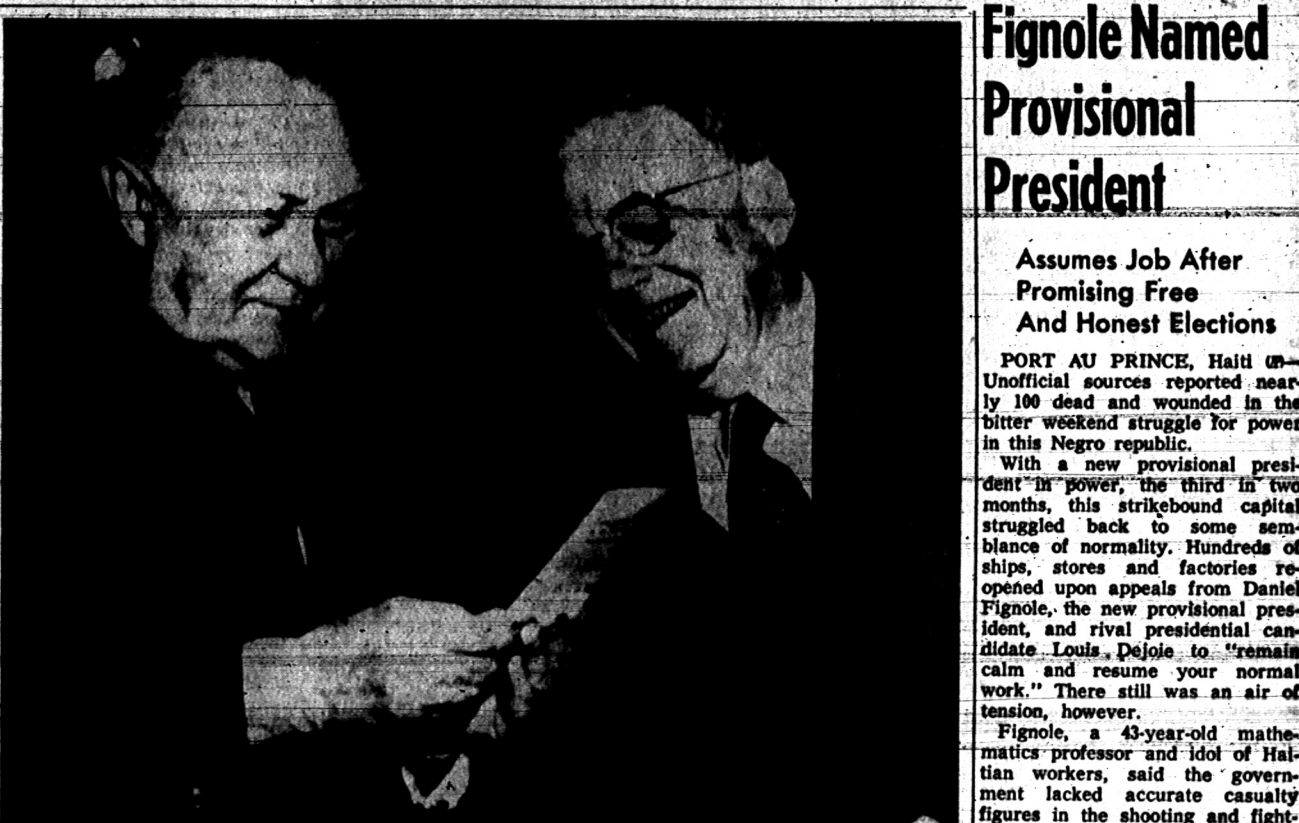 Fignole Named
Provisional
President
Assumes Job After
Promising Free
And Honest Elections
PORT AU PRINCE, Haiti (AP)—
Unofficial sources reported near-
ly 100 dead and wounded in the
bitter weekend struggle for power
in this Negro republic.
With a new provisional presi-
dent in power, the third in two
months, this strikebound capital
struggled back to some sem-
blance of normality. Hundreds of
ships, stores and factories re-
opened upon appeals from Daniel
Fignole, the new provisional pres-
ident, and rival presidential can-
didate Louis Dejoie to "remain
calm and resume your normal
work." There still was an air of
tension, however.
Fignole, a 43-year-old mathe-
matics professor and idol of Hai-
tian workers, said the govern-
ment lacked accurate casualty
figures in the shooting and fight-